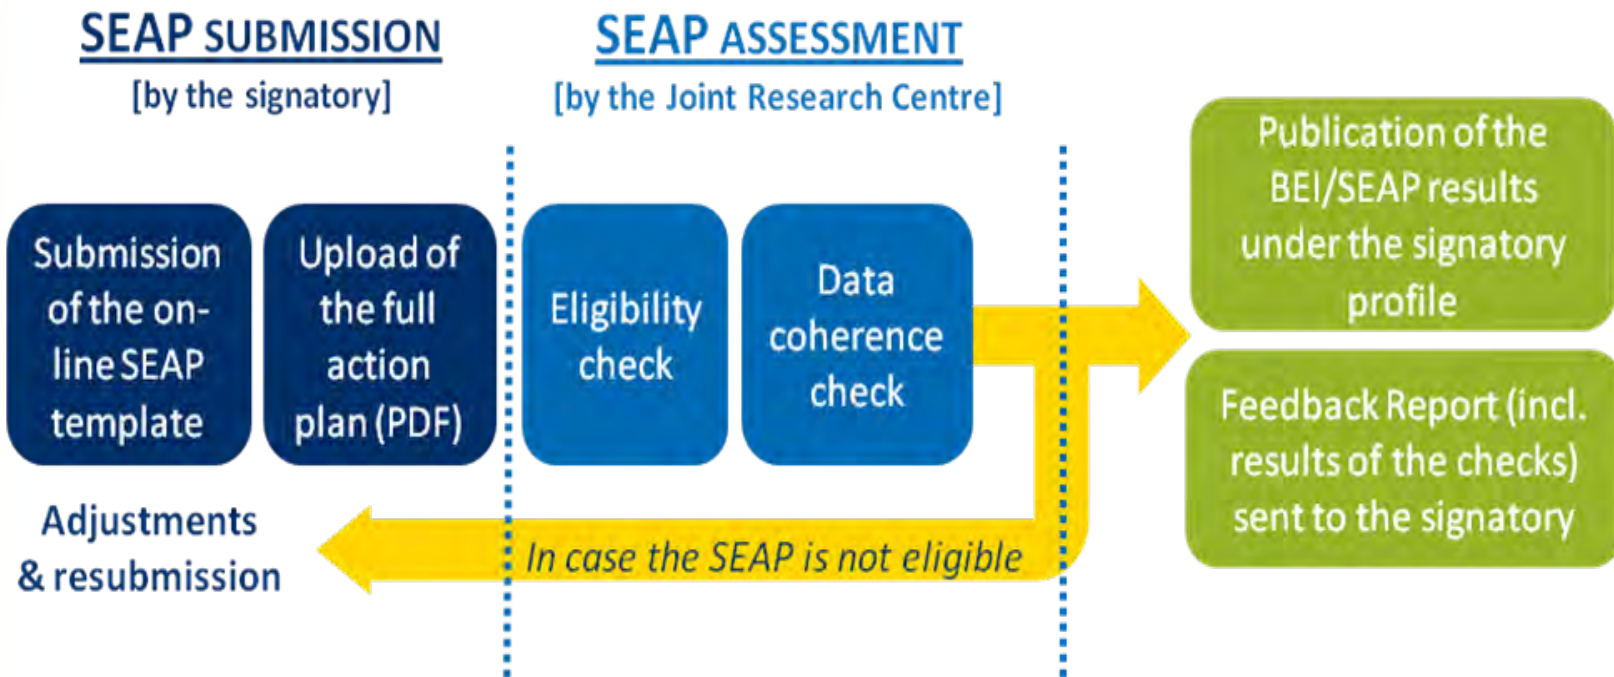 SEAP SUBMISSION
[by the signatory]
SEAP ASSESSMENT
[by the Joint Research Centre]
Submission
of the on-
line SEAP
template
Upload of
the full
action
plan (PDF)
Eligibility
check
Data
coherence
check
Publication of the
BEI/SEAP results
under the signatory
profile
Feedback Report (incl.
results of the checks)
sent to the signatory
Adjustments
& resubmission
In case the SEAP is not eligible